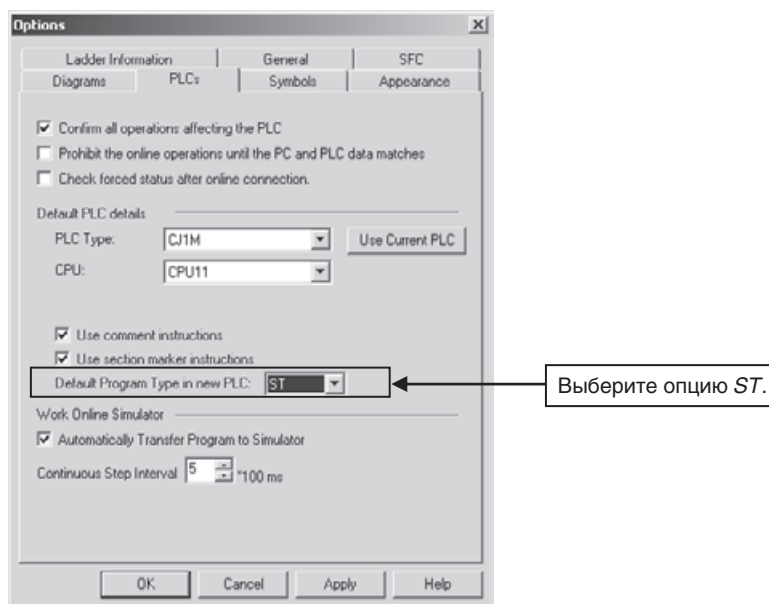 Options
Ladder Information General SFC
Diagrams PLCs Symbols Appearance
Confirm all operations affecting the PLC
Prohibit the online operations until the PC and PLC data matches
Check forced status after online connection.
Default PLC details
PLC Type: CJ1M Use Current PLC
CPU: CPU11
Use comment instructions
Use section marker instructions
Default Program Type in new PLC: ST
Выберите опцию ST.
Work Online Simulator
Automatically Transfer Program to Simulator
Continuous Step Interval 5 *100 ms
OK Cancel Apply Help